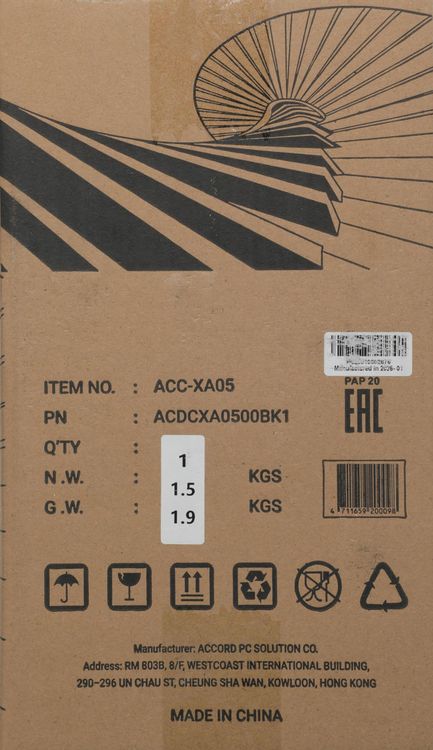 Manufactured in 2025-01
PAP 20
EAC
ITEM NO. : ACC-XA05
PN : ACDCXA0500BK1
Q'TY : 1
N .W. : 1.5 KGS
G .W. : 1.9 KGS
4 711659 200098
Manufacturer: ACCORD PC SOLUTION CO.
Address: RM 803B, 8/F, WESTCOAST INTERNATIONAL BUILDING,
290-296 UN CHAU ST, CHEUNG SHA WAN, KOWLOON, HONG KONG
MADE IN CHINA